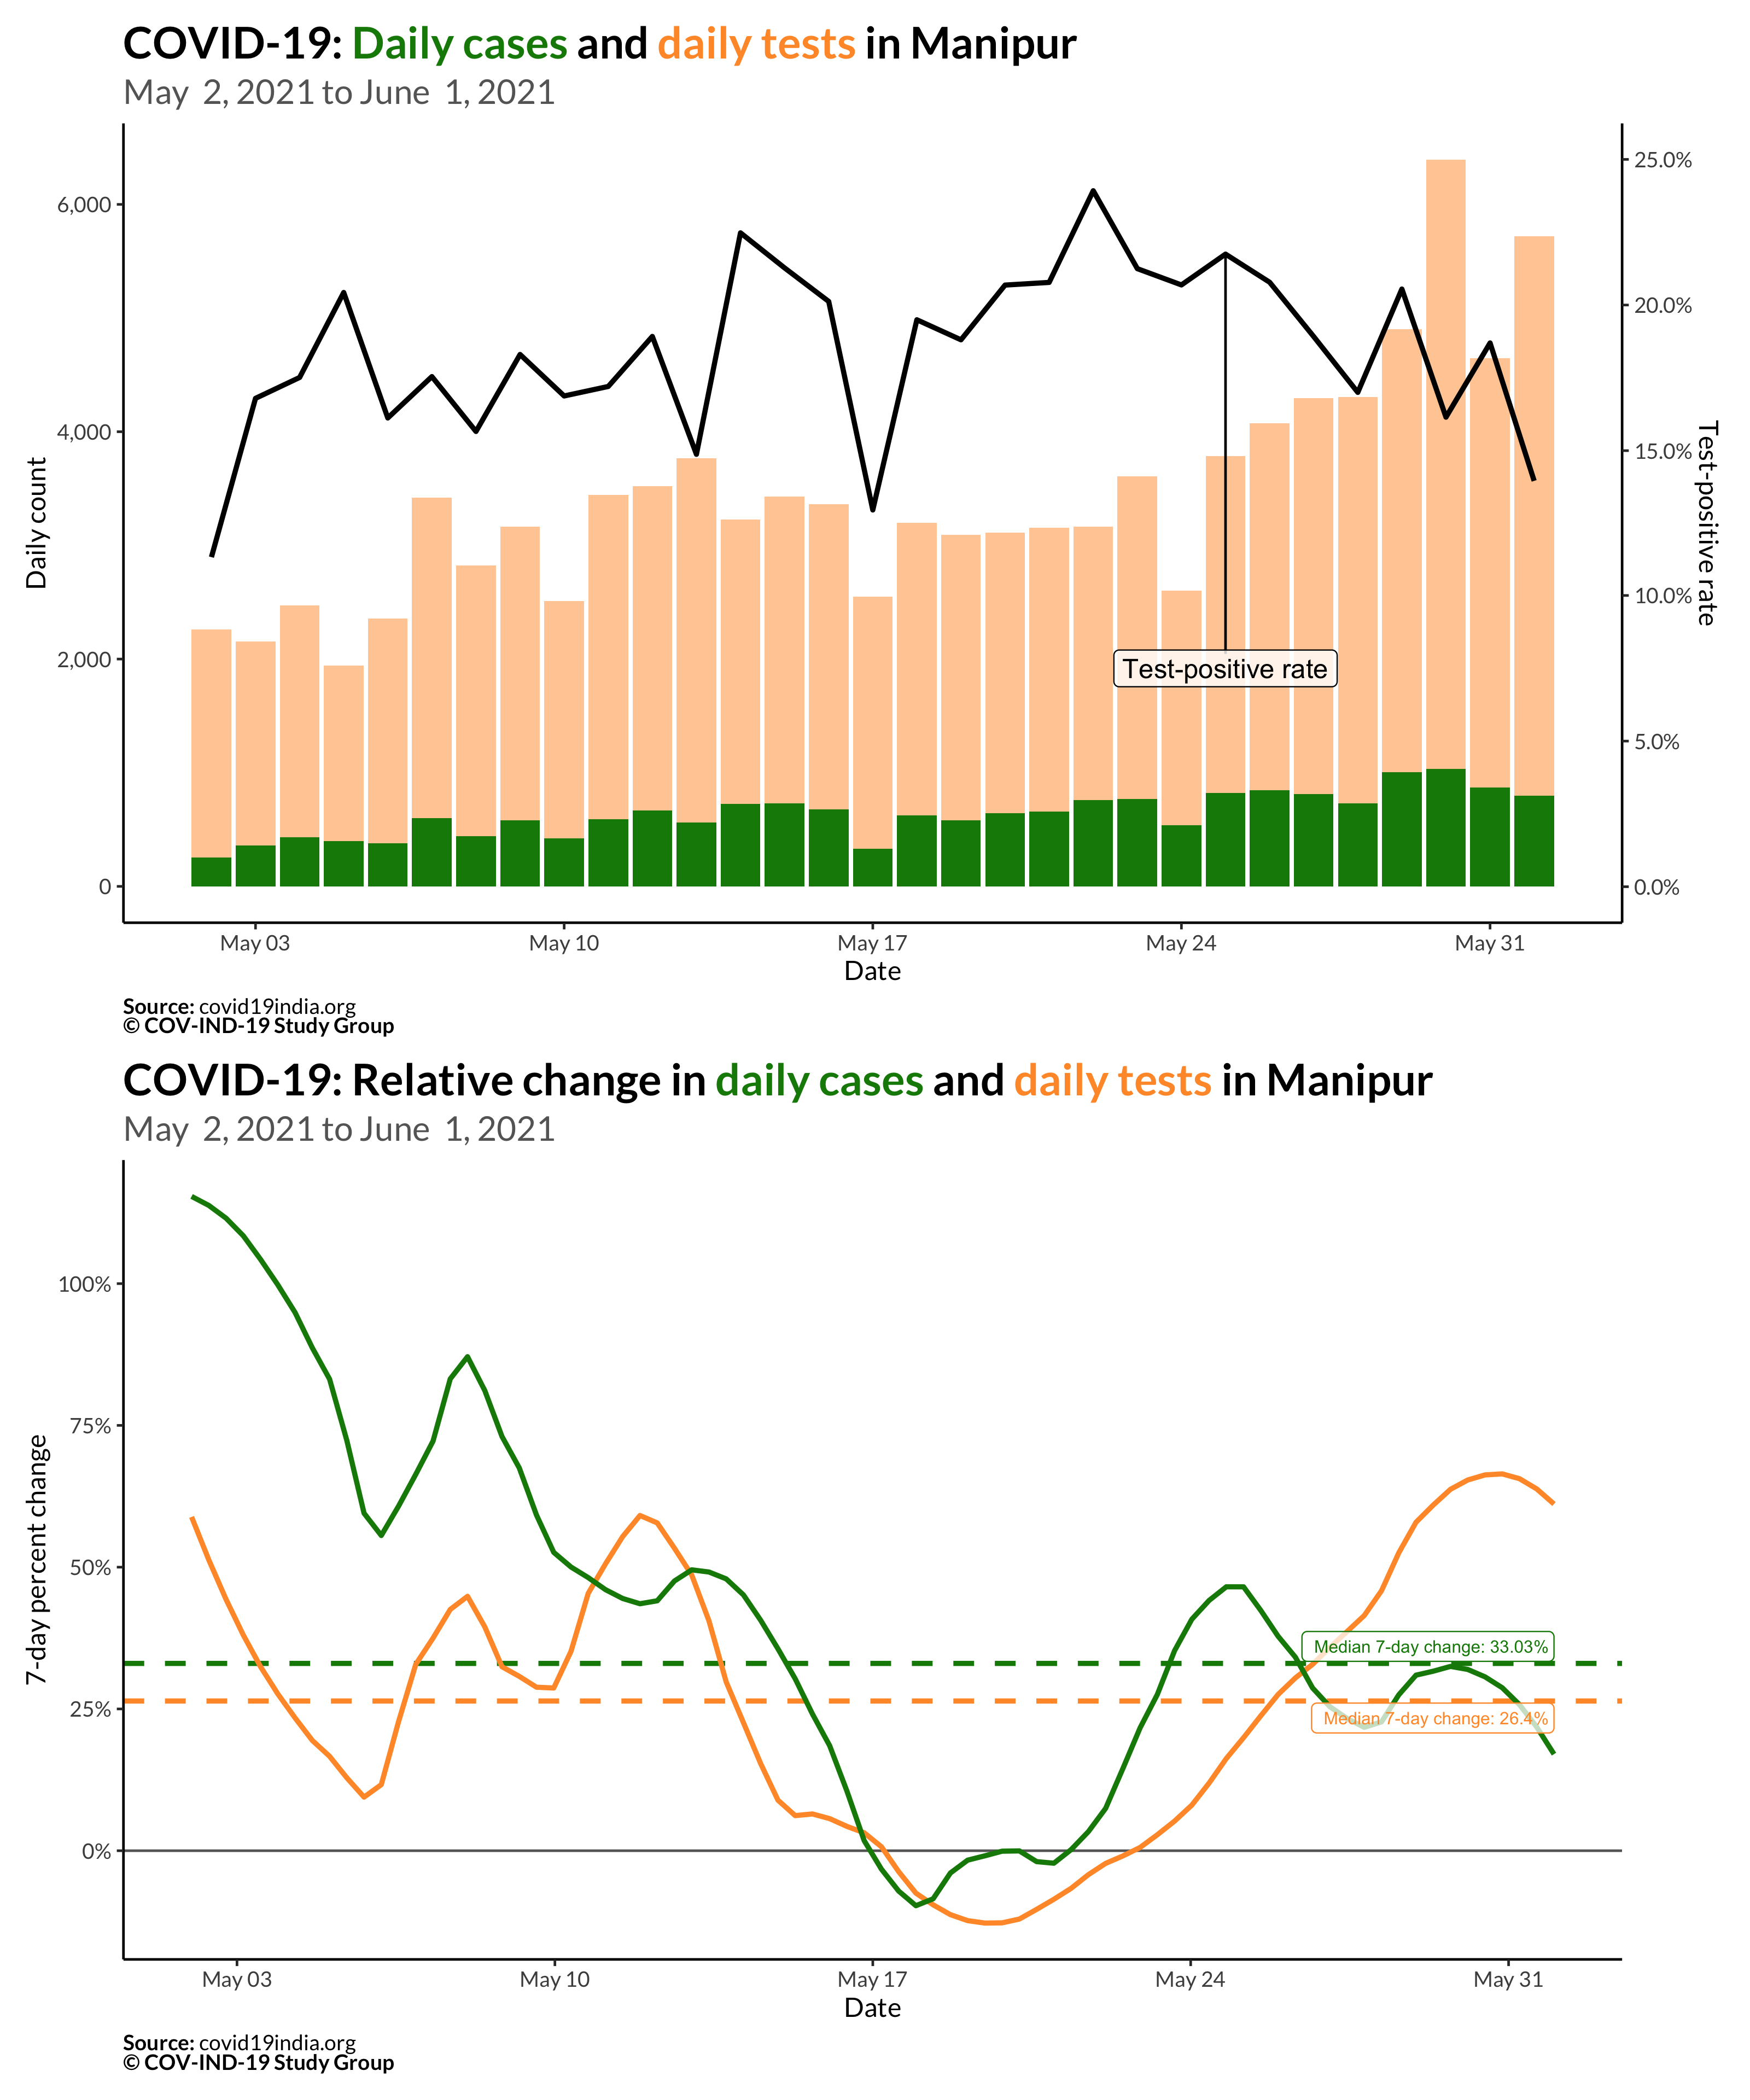 COVID-19: Daily cases and daily tests in Manipur
May 2, 2021 to June 1, 2021
Daily count
6,000
4,000
2,000
0
25.0%
20.0%
15.0%
10.0%
5.0%
0.0%
Test-positive rate
Test-positive rate
May 03
May 10
May 17
May 24
May 31
Date
Source: covid19india.org
© COV-IND-19 Study Group
COVID-19: Relative change in daily cases and daily tests in Manipur
May 2, 2021 to June 1, 2021
7-day percent change
100%
75%
50%
25%
0%
Median 7-day change: 33.03%
Median 7-day change: 26.4%
May 03
May 10
May 17
May 24
May 31
Date
Source: covid19india.org
© COV-IND-19 Study Group